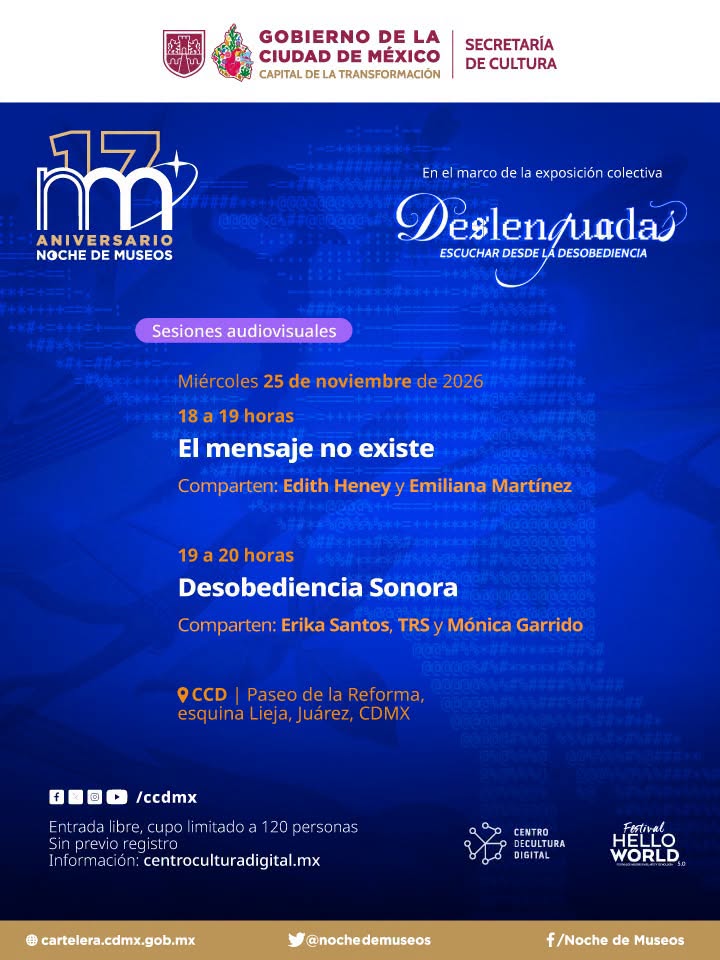 GOBIERNO DE LA
CIUDAD DE MÉXICO
CAPITAL DE LA TRANSFORMACIÓN
SECRETARÍA
DE CULTURA
17
nm
ANIVERSARIO
NOCHE DE MUSEOS
En el marco de la exposición colectiva
Deslenguadas
ESCUCHAR DESDE LA DESOBEDIENCIA
Sesiones audiovisuales
Miércoles 25 de noviembre de 2026
18 a 19 horas
El mensaje no existe
Comparten: Edith Heney y Emiliana Martínez
19 a 20 horas
Desobediencia Sonora
Comparten: Erika Santos, TRS y Mónica Garrido
CCD | Paseo de la Reforma,
esquina Lieja, Juárez, CDMX
/ccdmx
Entrada libre, cupo limitado a 120 personas
Sin previo registro
Información: centroculturadigital.mx
CENTRO
DECULTURA
DIGITAL
Festival
HELLO
WORLD
5.0
cartelera.cdmx.gob.mx
@nochedemuseos
/Noche de Museos